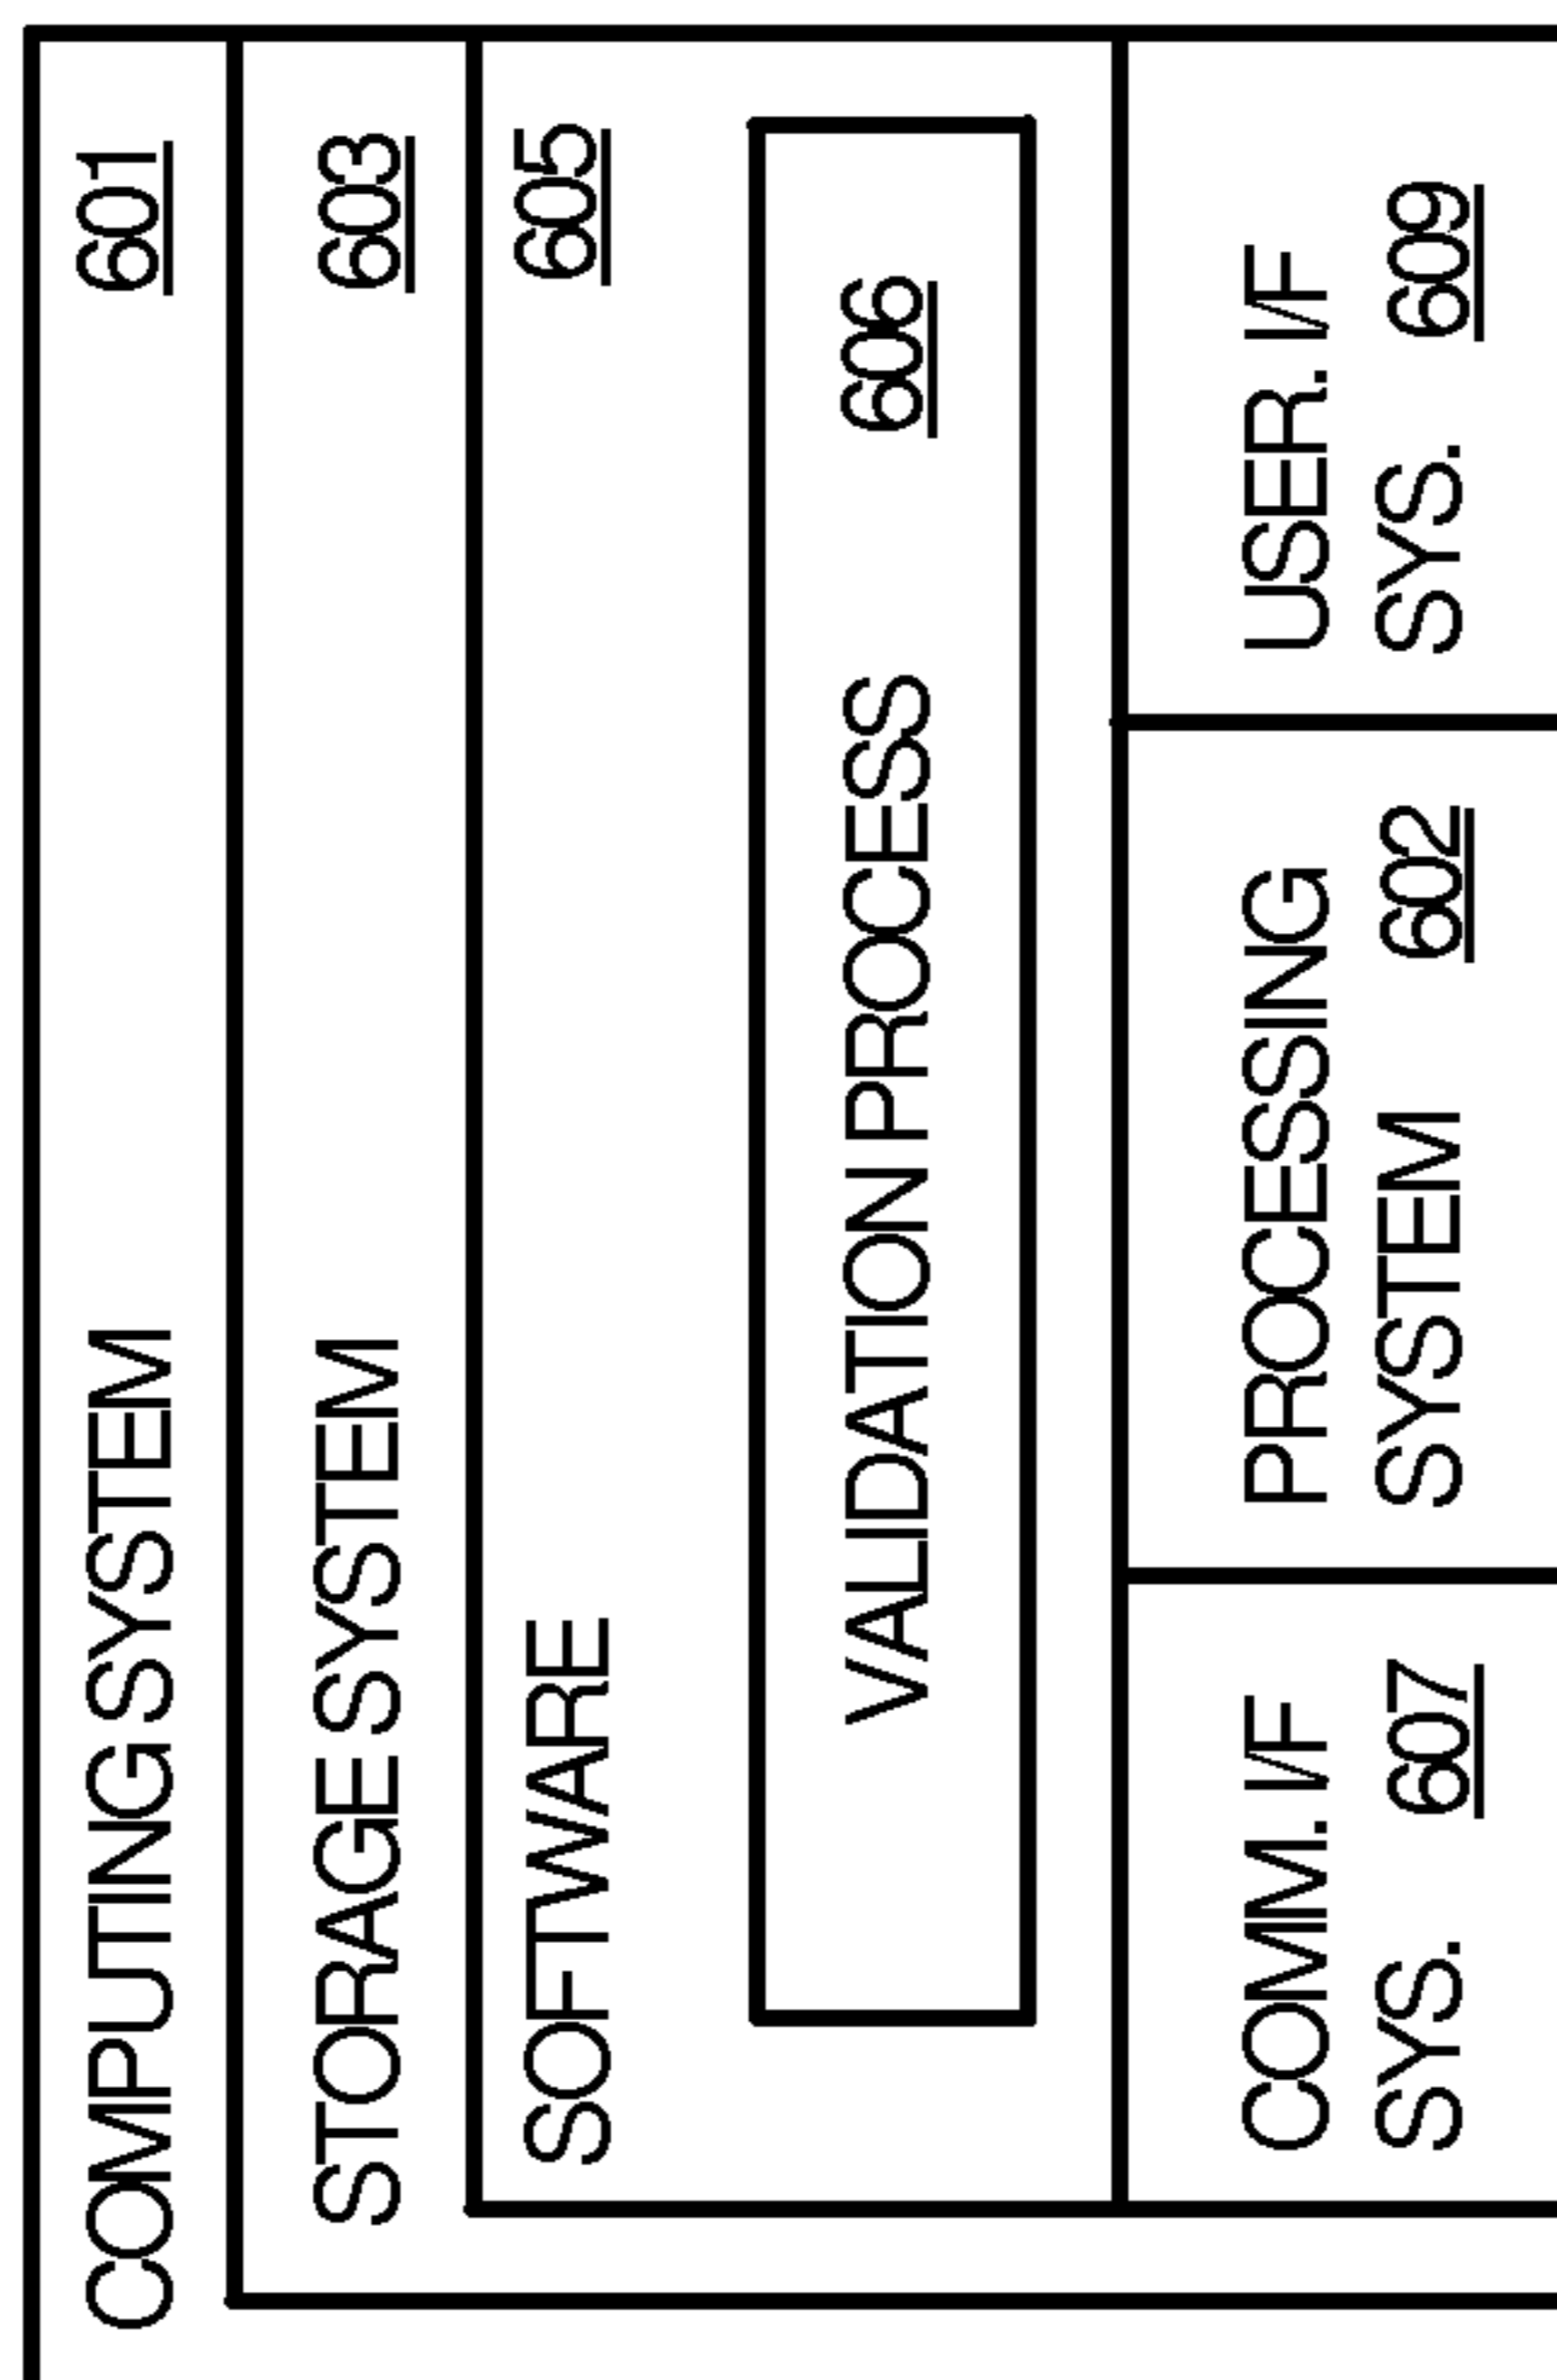 COMPUTING SYSTEM 601
STORAGE SYSTEM 603
SOFTWARE 605
VALIDATION PROCESS 606
COMM. I/F
SYS. 607
PROCESSING
SYSTEM 602
USER. I/F
SYS. 609